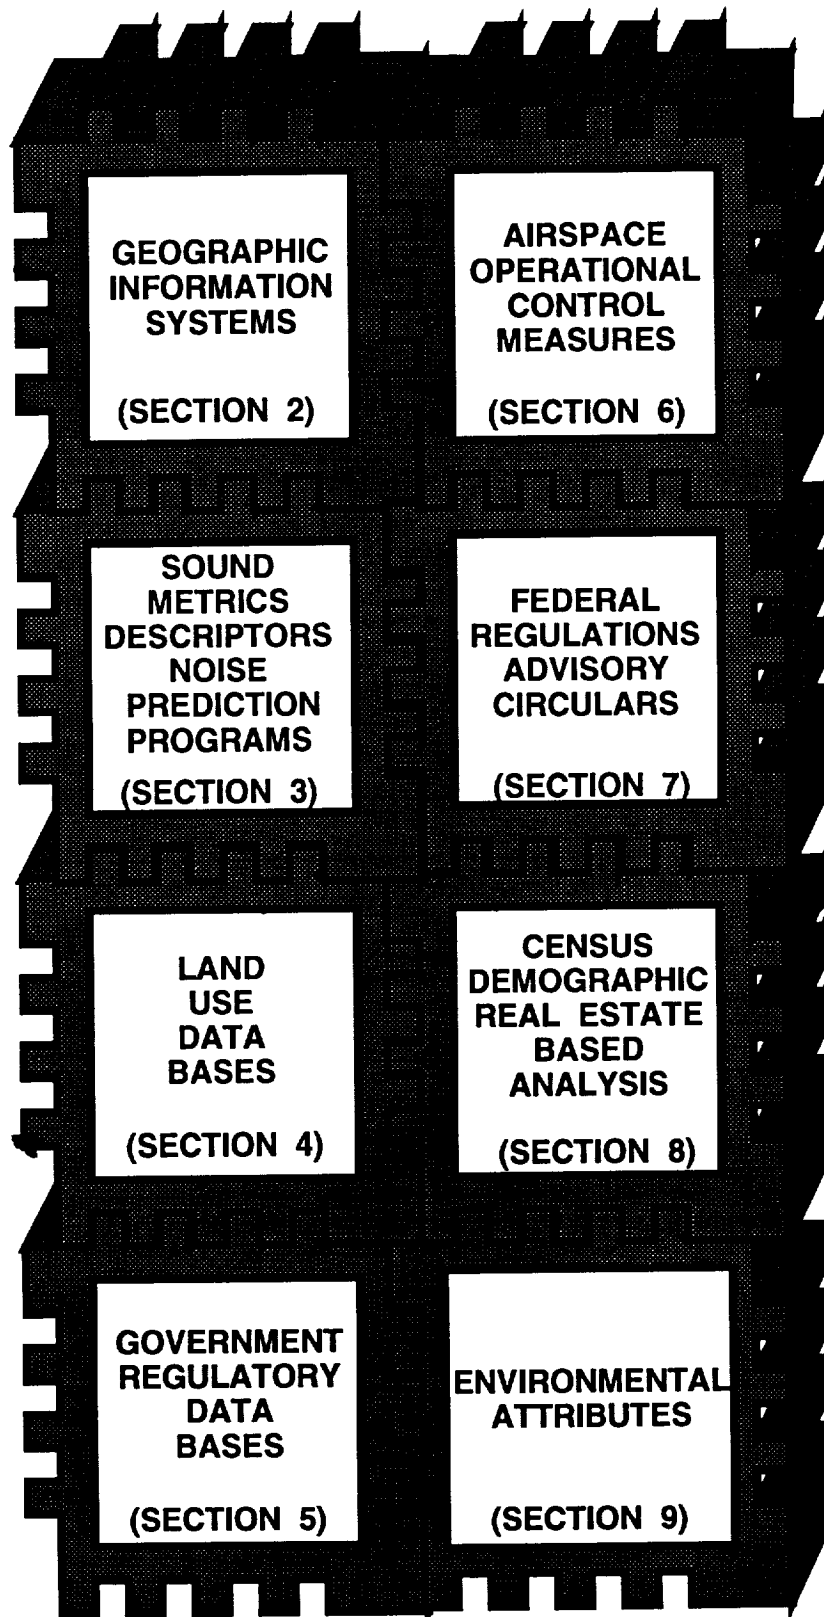 GEOGRAPHIC
INFORMATION
SYSTEMS
(SECTION 2)
SOUND
METRICS
DESCRIPTORS
NOISE
PREDICTION
PROGRAMS
(SECTION 3)
LAND
USE
DATA
BASES
(SECTION 4)
GOVERNMENT
REGULATORY
DATA
BASES
(SECTION 5)
AIRSPACE
OPERATIONAL
CONTROL
MEASURES
(SECTION 6)
FEDERAL
REGULATIONS
ADVISORY
CIRCULARS
(SECTION 7)
CENSUS
DEMOGRAPHIC
REAL ESTATE
BASED
ANALYSIS
(SECTION 8)
ENVIRONMENTAL
ATTRIBUTES
(SECTION 9)